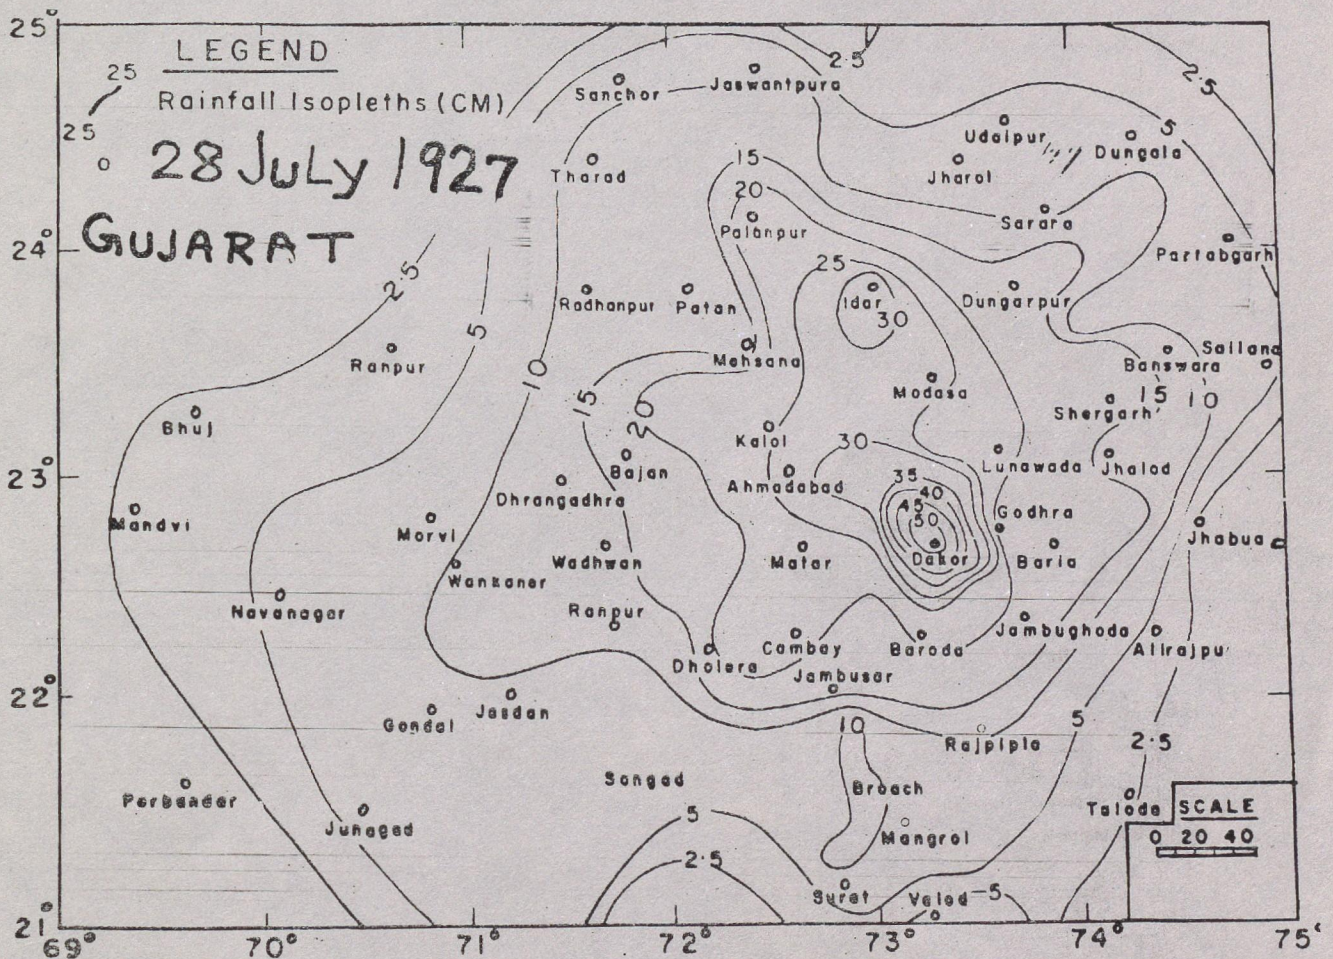 25°
LEGEND
25
Rainfall Isopleths (CM)
25
28 JULY 1927
GUJARAT
2.5
2.5
Sanchor
Jaswantpura
Udaipur
5
Dungala
15
Tharad
Jharol
20
Palanpur
Sarara
24°
Partabgarh
25
2.5
Radhanpur
Patan
Idar
30
Dungarpur
5
Ranpur
Mehsana
Banswara
Sailana
10
15
20
Modasa
Shergarh
15
10
Bhuj
Kalol
30
23°
Bajan
Lunawada
Jhalod
Dhrangadhra
Ahmadabad
35
40
45
50
Mandvi
Morvi
Godhra
Jhabua
Wankaner
Wadhwan
Matar
Dakor
Baria
Navanagar
Ranpur
Dholera
Cambay
Baroda
Jambughoda
Alirajpur
22°
Jambusar
Gondal
Jasdan
10
Rajpipla
5
2.5
Songad
Broach
Porbandar
Taloda
SCALE
Junagad
5
Mangrol
0 20 40
2.5
Surat
Valod
5
21°
69°
70°
71°
72°
73°
74°
75°